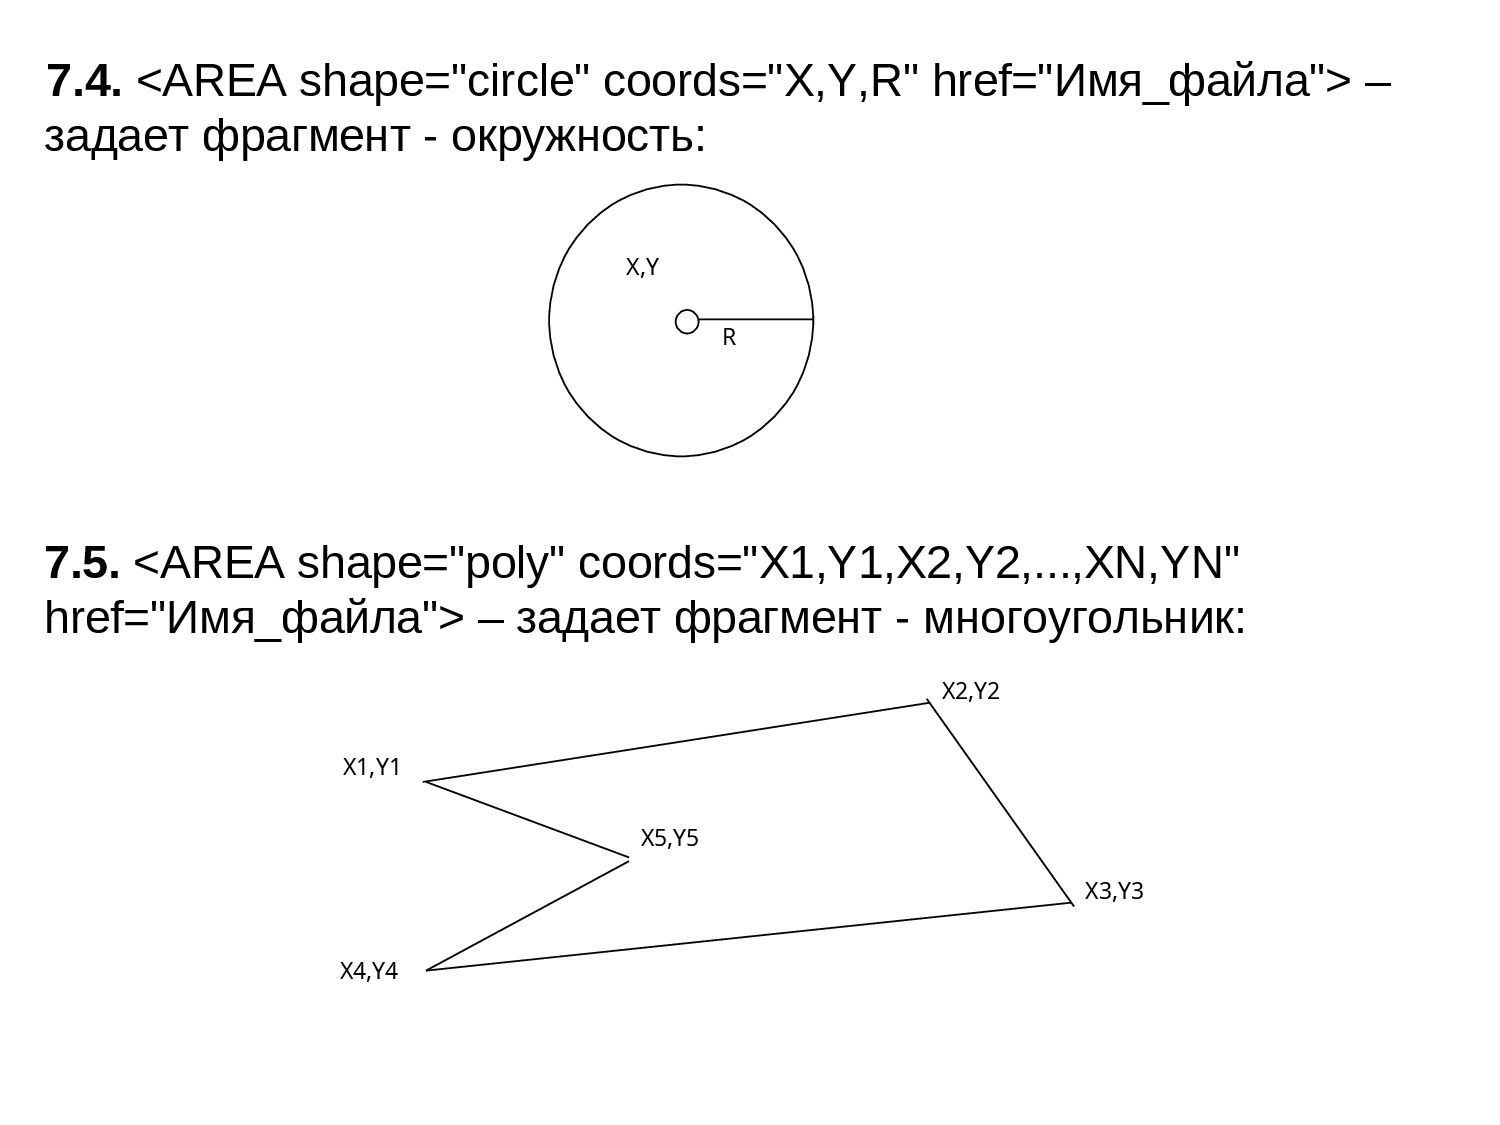 7.4. <AREA shape="circle" coords="X,Y,R" href="Имя_файла"> –
задает фрагмент - окружность:
X,Y
R
7.5. <AREA shape="poly" coords="X1,Y1,X2,Y2,...,XN,YN"
href="Имя_файла"> – задает фрагмент - многоугольник:
X2,Y2
X1,Y1
X5,Y5
X3,Y3
X4,Y4